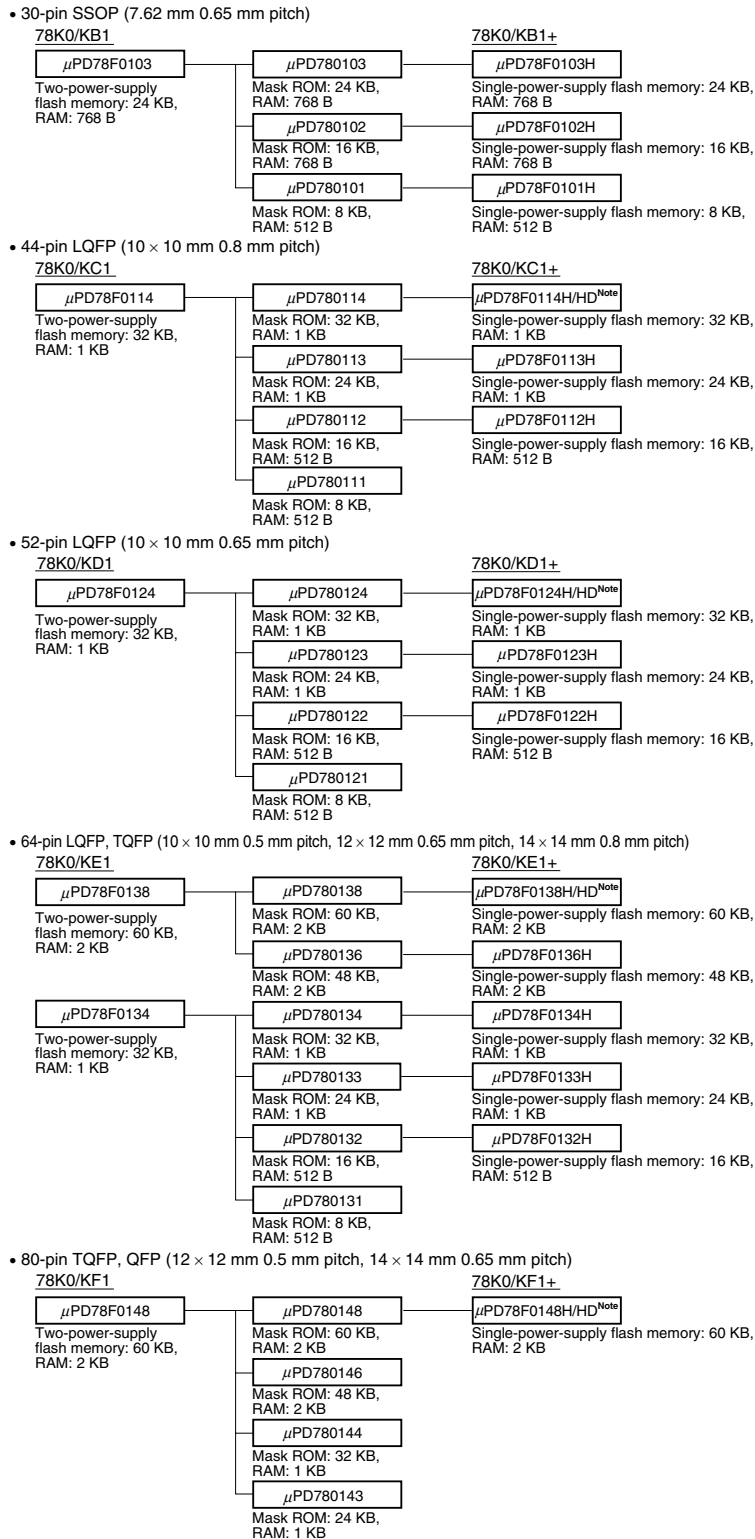 • 30-pin SSOP (7.62 mm 0.65 mm pitch)
78K0/KB1 78K0/KB1+
μPD78F0103 μPD780103 μPD78F0103H
Two-power-supply Mask ROM: 24 KB, Single-power-supply flash memory: 24 KB,
flash memory: 24 KB, RAM: 768 B RAM: 768 B
RAM: 768 B
μPD780102 μPD78F0102H
Mask ROM: 16 KB, Single-power-supply flash memory: 16 KB,
RAM: 768 B RAM: 768 B
μPD780101 μPD78F0101H
Mask ROM: 8 KB, Single-power-supply flash memory: 8 KB,
RAM: 512 B RAM: 512 B
• 44-pin LQFP (10 × 10 mm 0.8 mm pitch)
78K0/KC1 78K0/KC1+
μPD78F0114 μPD780114 μPD78F0114H/HDNote
Two-power-supply Mask ROM: 32 KB, Single-power-supply flash memory: 32 KB,
flash memory: 32 KB, RAM: 1 KB RAM: 1 KB
RAM: 1 KB
μPD780113 μPD78F0113H
Mask ROM: 24 KB, Single-power-supply flash memory: 24 KB,
RAM: 1 KB RAM: 1 KB
μPD780112 μPD78F0112H
Mask ROM: 16 KB, Single-power-supply flash memory: 16 KB,
RAM: 512 B RAM: 512 B
μPD780111
Mask ROM: 8 KB,
RAM: 512 B
• 52-pin LQFP (10 × 10 mm 0.65 mm pitch)
78K0/KD1 78K0/KD1+
μPD78F0124 μPD780124 μPD78F0124H/HDNote
Two-power-supply Mask ROM: 32 KB, Single-power-supply flash memory: 32 KB,
flash memory: 32 KB, RAM: 1 KB RAM: 1 KB
RAM: 1 KB
μPD780123 μPD78F0123H
Mask ROM: 24 KB, Single-power-supply flash memory: 24 KB,
RAM: 1 KB RAM: 1 KB
μPD780122 μPD78F0122H
Mask ROM: 16 KB, Single-power-supply flash memory: 16 KB,
RAM: 512 B RAM: 512 B
μPD780121
Mask ROM: 8 KB,
RAM: 512 B
• 64-pin LQFP, TQFP (10 × 10 mm 0.5 mm pitch, 12 × 12 mm 0.65 mm pitch, 14 × 14 mm 0.8 mm pitch)
78K0/KE1 78K0/KE1+
μPD78F0138 μPD780138 μPD78F0138H/HDNote
Two-power-supply Mask ROM: 60 KB, Single-power-supply flash memory: 60 KB,
flash memory: 60 KB, RAM: 2 KB RAM: 2 KB
RAM: 2 KB
μPD780136 μPD78F0136H
Mask ROM: 48 KB, Single-power-supply flash memory: 48 KB,
RAM: 2 KB RAM: 2 KB
μPD78F0134 μPD780134 μPD78F0134H
Two-power-supply Mask ROM: 32 KB, Single-power-supply flash memory: 32 KB,
flash memory: 32 KB, RAM: 1 KB RAM: 1 KB
RAM: 1 KB
μPD780133 μPD78F0133H
Mask ROM: 24 KB, Single-power-supply flash memory: 24 KB,
RAM: 1 KB RAM: 1 KB
μPD780132 μPD78F0132H
Mask ROM: 16 KB, Single-power-supply flash memory: 16 KB,
RAM: 512 B RAM: 512 B
μPD780131
Mask ROM: 8 KB,
RAM: 512 B
• 80-pin TQFP, QFP (12 × 12 mm 0.5 mm pitch, 14 × 14 mm 0.65 mm pitch)
78K0/KF1 78K0/KF1+
μPD78F0148 μPD780148 μPD78F0148H/HDNote
Two-power-supply Mask ROM: 60 KB, Single-power-supply flash memory: 60 KB,
flash memory: 60 KB, RAM: 2 KB RAM: 2 KB
RAM: 2 KB
μPD780146
Mask ROM: 48 KB,
RAM: 2 KB
μPD780144
Mask ROM: 32 KB,
RAM: 1 KB
μPD780143
Mask ROM: 24 KB,
RAM: 1 KB